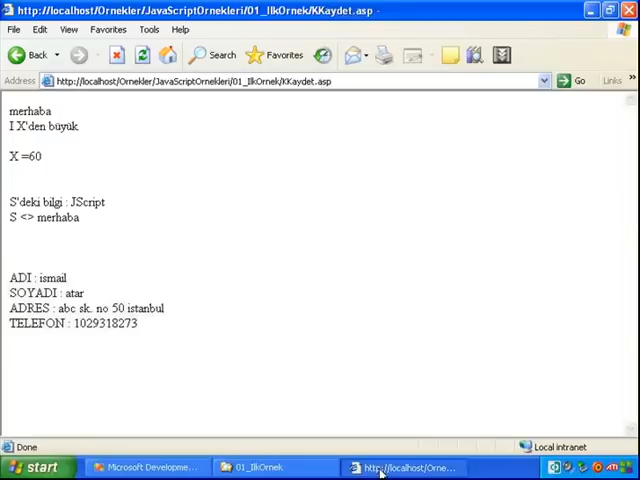 http://localhost/Ornekler/JavaScriptOrnekleri/01_IlkOrnek/KKaydet.asp -
File Edit View Favorites Tools Help
Back Search Favorites
Address http://localhost/Ornekler/JavaScriptOrnekleri/01_IlkOrnek/KKaydet.asp Go Links »
merhaba
I X'den büyük
X =60
S'deki bilgi : JScript
S <> merhaba
ADI : ismail
SOYADI : atar
ADRES : abc sk. no 50 istanbul
TELEFON : 1029318273
Done Local intranet
start Microsoft Developme... 01_IlkOrnek http://localhost/Orne...